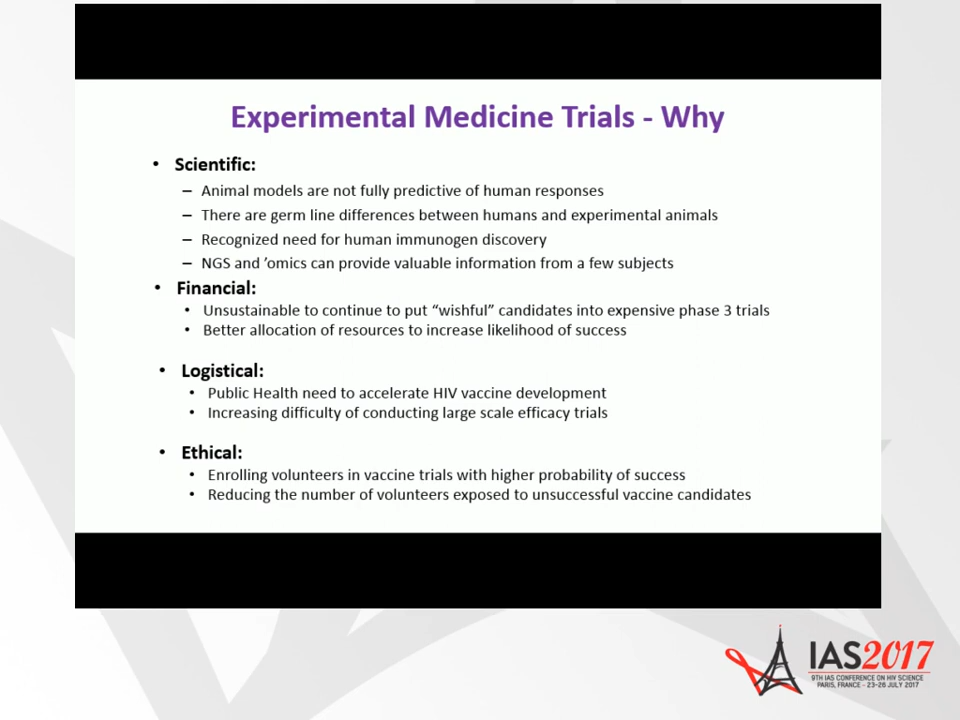 Experimental Medicine Trials - Why
• Scientific:
– Animal models are not fully predictive of human responses
– There are germ line differences between humans and experimental animals
– Recognized need for human immunogen discovery
– NGS and ’omics can provide valuable information from a few subjects
• Financial:
• Unsustainable to continue to put “wishful” candidates into expensive phase 3 trials
• Better allocation of resources to increase likelihood of success
• Logistical:
• Public Health need to accelerate HIV vaccine development
• Increasing difficulty of conducting large scale efficacy trials
• Ethical:
• Enrolling volunteers in vaccine trials with higher probability of success
• Reducing the number of volunteers exposed to unsuccessful vaccine candidates
IAS2017
9TH IAS CONFERENCE ON HIV SCIENCE
PARIS, FRANCE - 23-26 JULY 2017